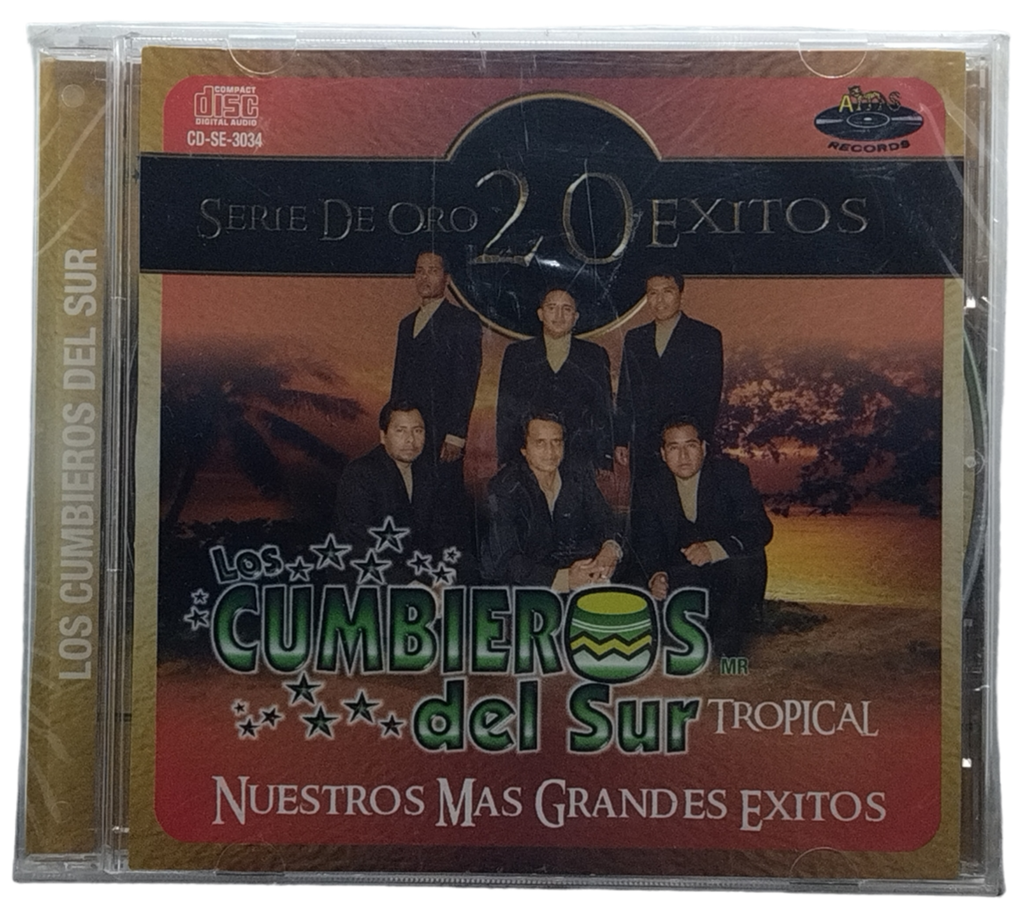 LOS CUMBIEROS DEL SUR
COMPACT
disc
DIGITAL AUDIO
CD-SE-3034
RECORDS
SERIE DE ORO 20 EXITOS
LOS
CUMBIEROS
MR
del Sur TROPICAL
NUESTROS MAS GRANDES EXITOS